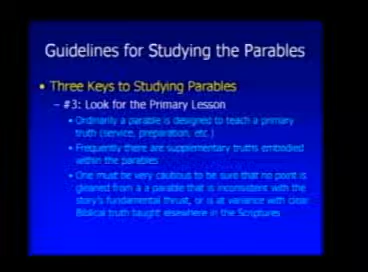 Guidelines for Studying the Parables
• Three Keys to Studying Parables
– #3: Look for the Primary Lesson
• Ordinarily a parable is designed to teach a primary
truth (service, preparation, etc.)
• Frequently there are supplementary truths embodied
within the parables
• One must be very cautious to be sure that no point is
gleaned from a a parable that is inconsistent with the
story's fundamental thrust, or is at variance with clear
Biblical truth taught elsewhere in the Scriptures